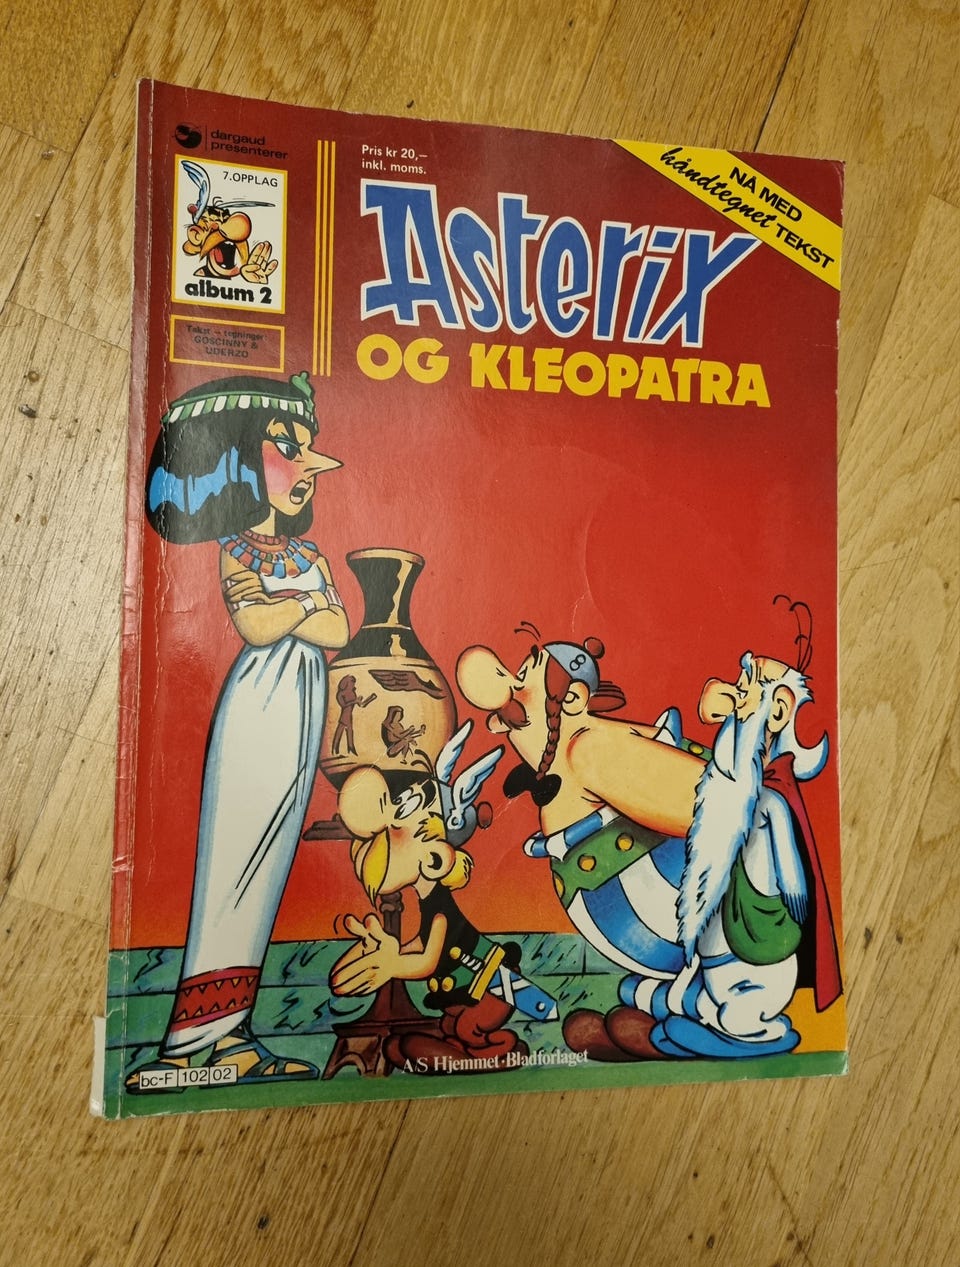 dargaud
presenterer
7. OPPLAG
album 2
Tekst - tegninger:
GOSCINNY &
UDERZO
Pris kr 20,-
inkl. moms.
NÅ MED
håndtegnet TEKST
Asterix
OG KLEOPATRA
8
A/S Hjemmet·Bladforlaget
bc-F 102 02